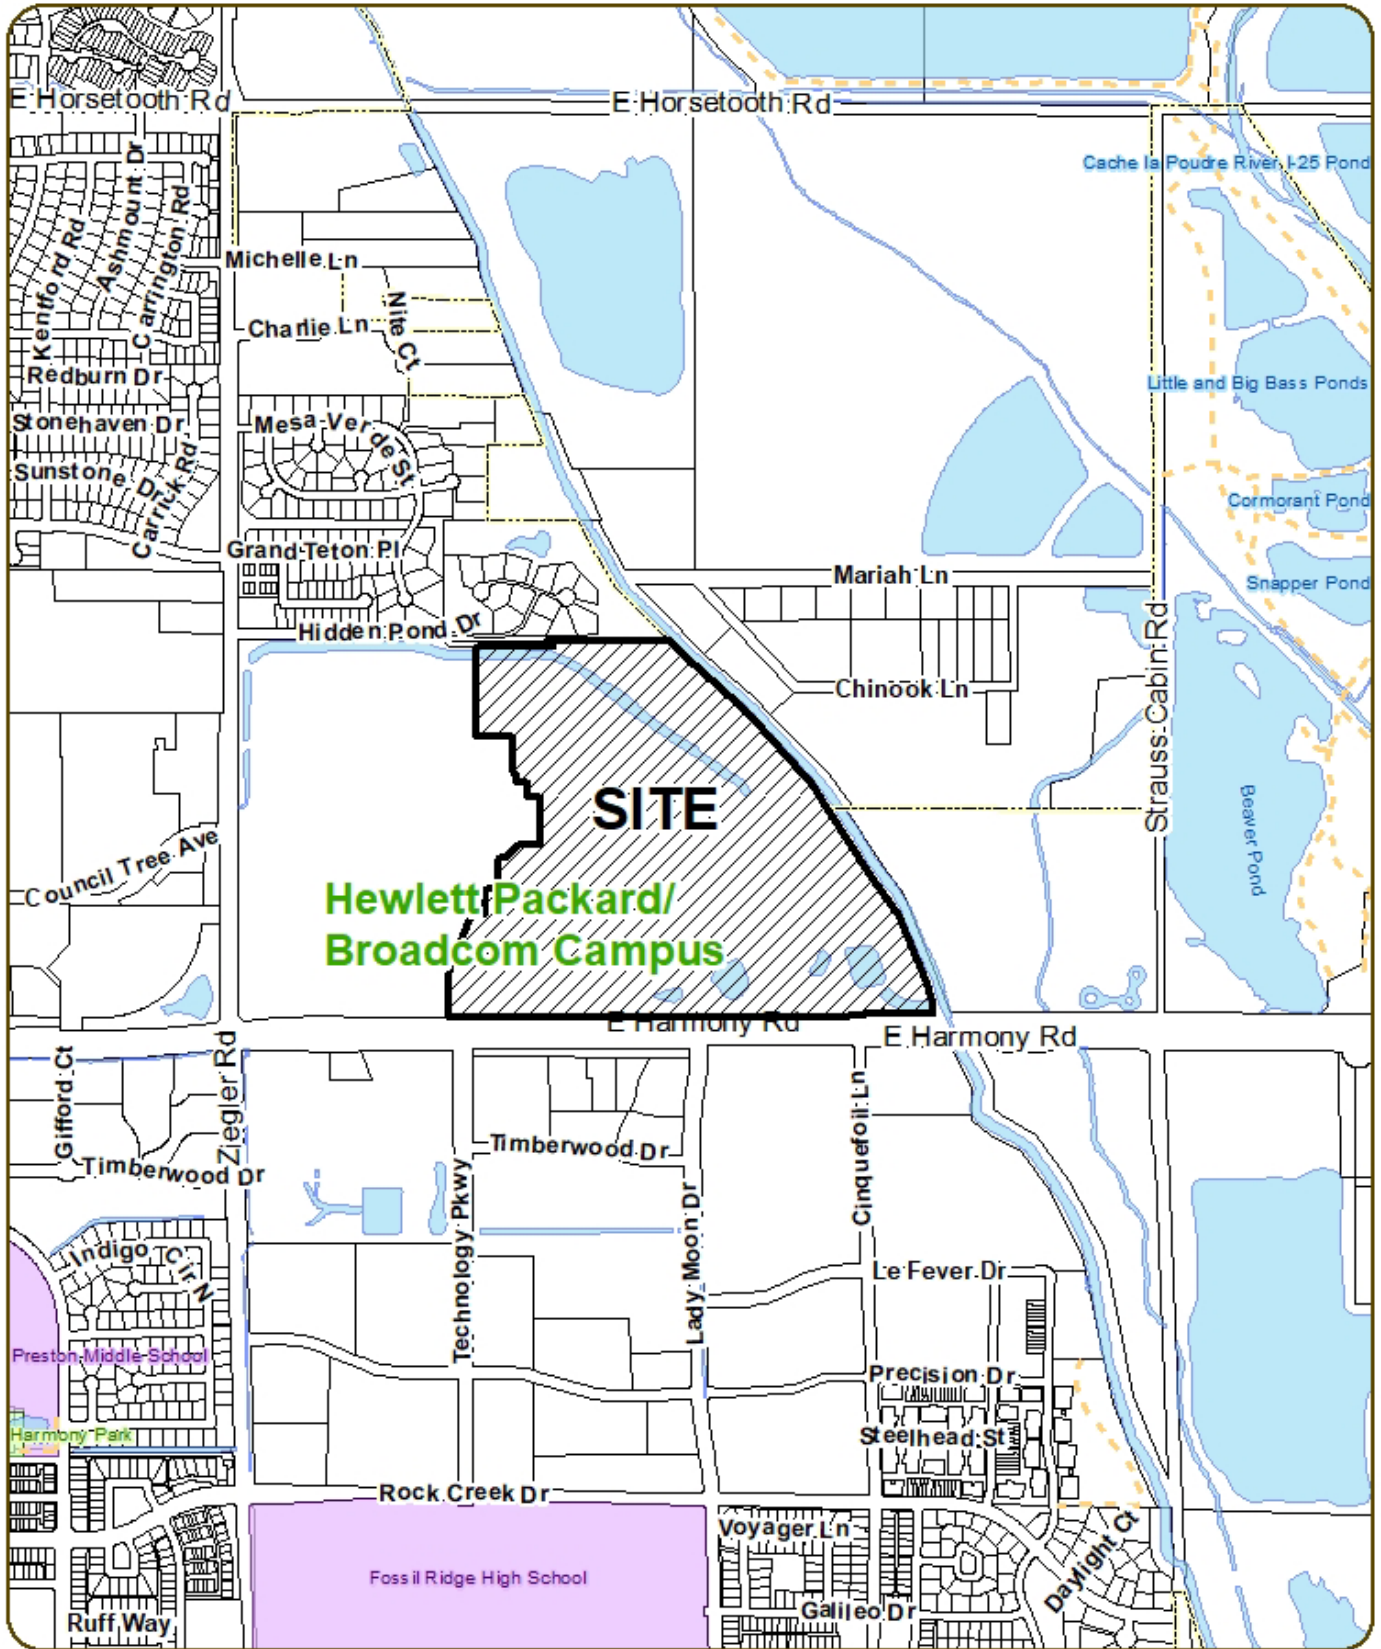 E Horsetooth Rd
E Horsetooth Rd
Cache la Poudre River I-25 Pond
Ashmount Dr
Carrington Rd
Kentford Rd
Michelle Ln
Nite Ct
Charlie Ln
Redburn Dr
Little and Big Bass Ponds
Stonehaven Dr
Mesa Verde St
Sunstone Dr
Carrick Rd
Cormorant Pond
Grand Teton Pl
Mariah Ln
Snapper Pond
Hidden Pond Dr
Chinook Ln
Strauss Cabin Rd
SITE
Beaver Pond
Council Tree Ave
Hewlett Packard/
Broadcom Campus
E Harmony Rd
E Harmony Rd
Gifford Ct
Ziegler Rd
Cinquefoil Ln
Timberwood Dr
Timberwood Dr
Technology Pkwy
Lady Moon Dr
Indigo Cir N
Le Fever Dr
Preston Middle School
Precision Dr
Harmony Park
Steelhead St
Rock Creek Dr
Voyager Ln
Daylight Ct
Fossil Ridge High School
Galileo Dr
Ruff Way